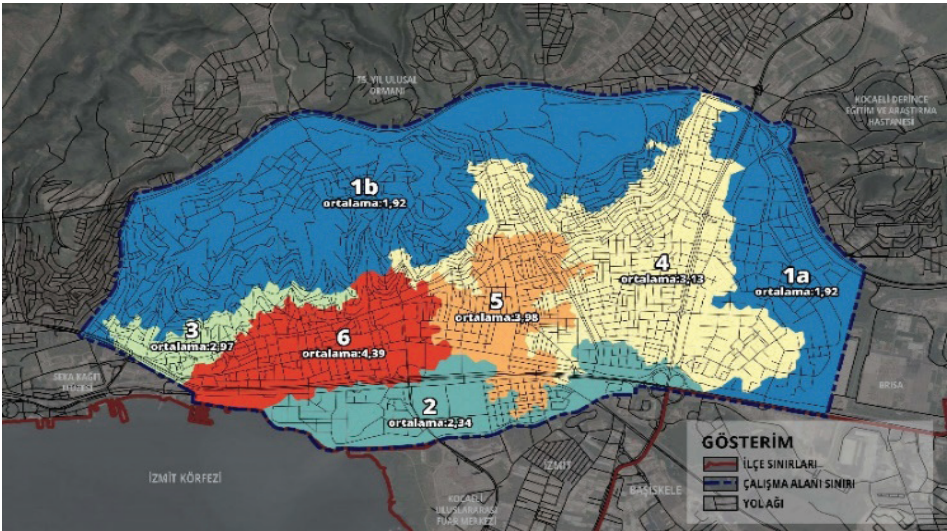 75. YIL ULUSAL
ORMANI
KOCAELİ DERİNCE
EĞİTİM VE ARAŞTIRMA
HASTANESİ
1b
ortalama:1,92
4
ortalama:3,13
1a
ortalama:1,92
5
ortalama:3,98
3
ortalama:2,97
6
ortalama:4,39
SEKA KAĞIT
BRISA
2
ortalama:2,34
İZMİT KÖRFEZİ
İZMİT
BAŞİSKELE
KOCAELİ
ULUSLARARASI
FUAR MERKEZİ
GÖSTERİM
İLÇE SINIRLARI
ÇALIŞMA ALANI SINIRI
YOL AĞI